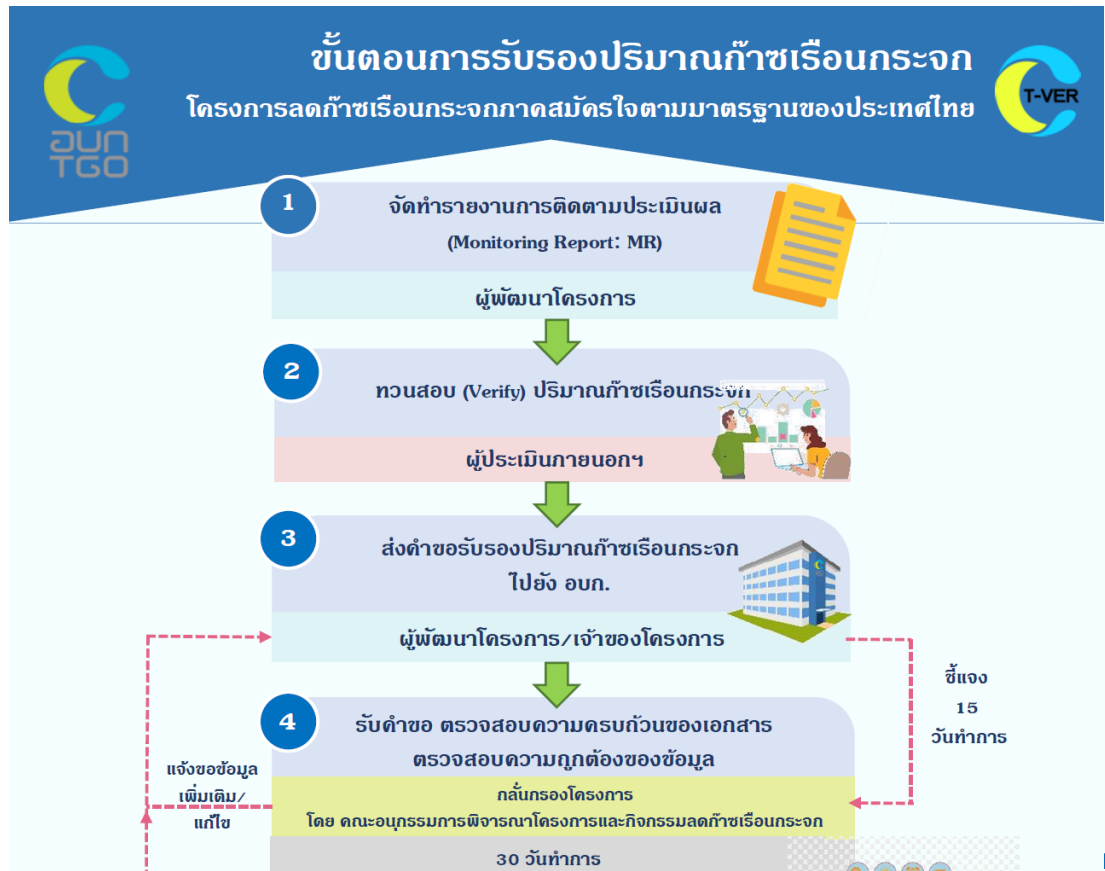 ขั้นตอนการรับรองปริมาณก๊าซเรือนกระจก
โครงการลดก๊าซเรือนกระจกภาคสมัครใจตามมาตรฐานของประเทศไทย
อบก
TGO
T-VER
1
จัดทำรายงานการติดตามประเมินผล
(Monitoring Report: MR)
ผู้พัฒนาโครงการ
2
ทวนสอบ (Verify) ปริมาณก๊าซเรือนกระจก
ผู้ประเมินภายนอกฯ
3
ส่งคำขอรับรองปริมาณก๊าซเรือนกระจก
ไปยัง อบก.
ผู้พัฒนาโครงการ/เจ้าของโครงการ
ชี้แจง
15
วันทำการ
4
รับคำขอ ตรวจสอบความครบถ้วนของเอกสาร
ตรวจสอบความถูกต้องของข้อมูล
แจ้งขอข้อมูล
เพิ่มเติม/
แก้ไข
กลั่นกรองโครงการ
โดย คณะอนุกรรมการพิจารณาโครงการและกิจกรรมลดก๊าซเรือนกระจก
30 วันทำการ